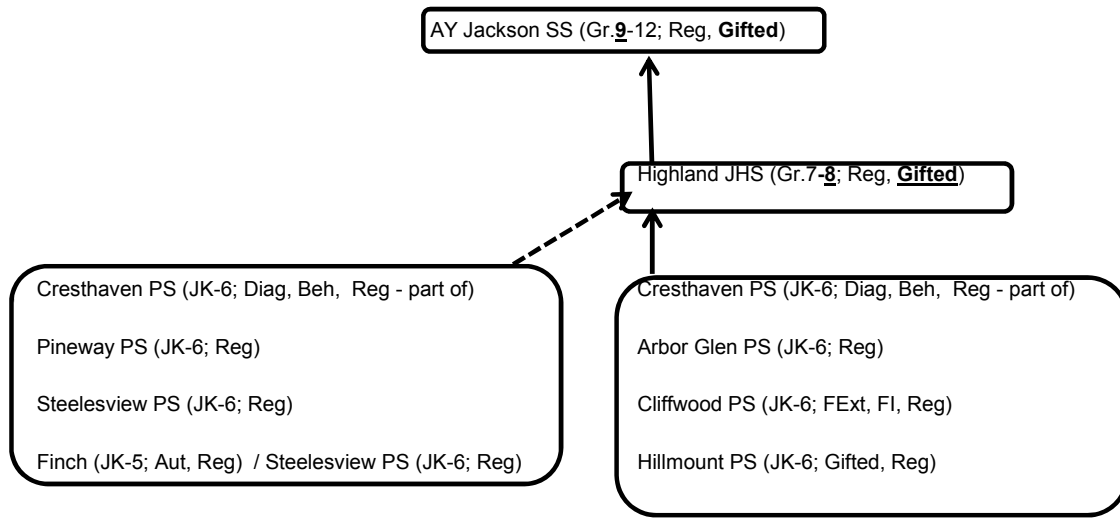 AY Jackson SS (Gr.9-12; Reg, Gifted)
Highland JHS (Gr.7-8; Reg, Gifted)
Cresthaven PS (JK-6; Diag, Beh, Reg - part of)
Pineway PS (JK-6; Reg)
Steelesview PS (JK-6; Reg)
Finch (JK-5; Aut, Reg) / Steelesview PS (JK-6; Reg)
Cresthaven PS (JK-6; Diag, Beh, Reg - part of)
Arbor Glen PS (JK-6; Reg)
Cliffwood PS (JK-6; FExt, FI, Reg)
Hillmount PS (JK-6; Gifted, Reg)